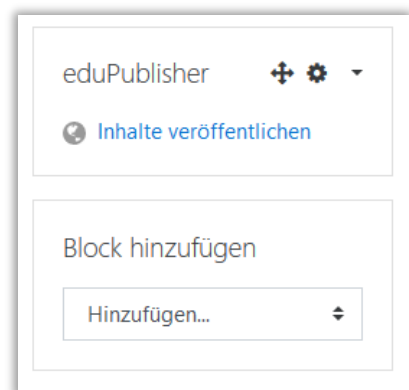 eduPublisher
Inhalte veröffentlichen
Block hinzufügen
Hinzufügen...